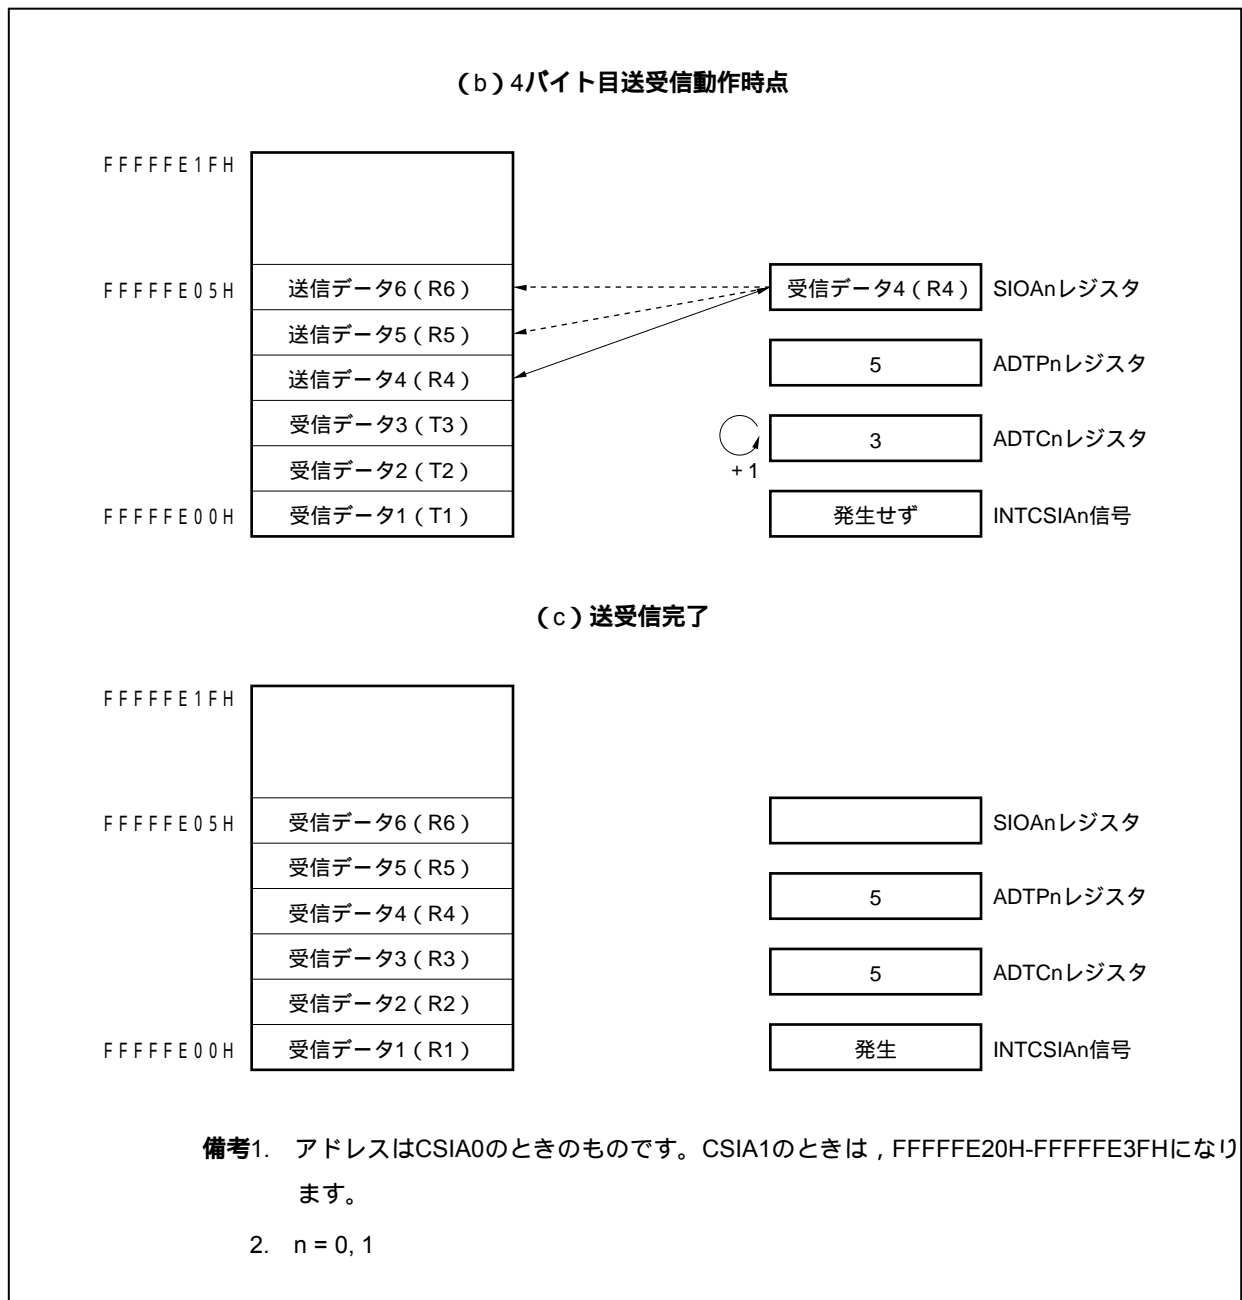 （b）4バイト目送受信動作時点
FFFFFE1FH
FFFFFE05H 送信データ6（R6） 受信データ4（R4） SIOAnレジスタ
送信データ5（R5）
送信データ4（R4） 5 ADTPnレジスタ
受信データ3（T3） 3 ADTCnレジスタ
受信データ2（T2） +1
FFFFFE00H 受信データ1（T1） 発生せず INTCSIAn信号
（c）送受信完了
FFFFFE1FH
FFFFFE05H 受信データ6（R6） SIOAnレジスタ
受信データ5（R5）
受信データ4（R4） 5 ADTPnレジスタ
受信データ3（R3） 5 ADTCnレジスタ
受信データ2（R2）
FFFFFE00H 受信データ1（R1） 発生 INTCSIAn信号
備考1. アドレスはCSIA0のときのものです。CSIA1のときは，FFFFFE20H-FFFFFE3FHになり
ます。
2. n = 0, 1